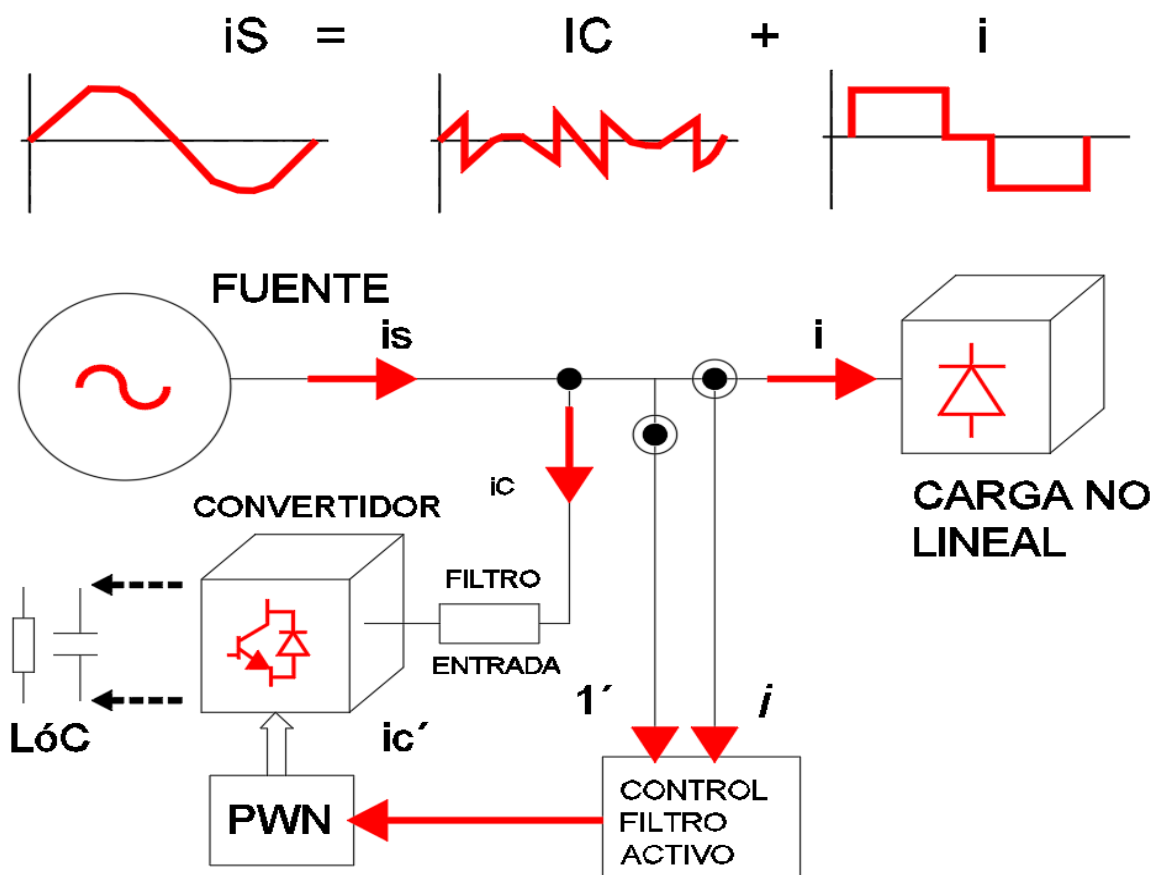 iS = IC + i
FUENTE
is
i
iC
CARGA NO
LINEAL
CONVERTIDOR
FILTRO
ENTRADA
LóC
ic´
1´
i
PWN
CONTROL
FILTRO
ACTIVO